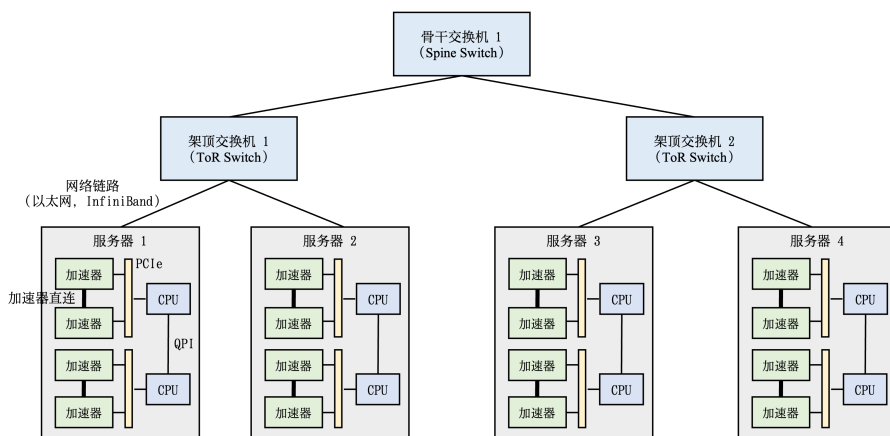 骨干交换机 1
(Spine Switch)
架顶交换机 1
(ToR Switch)
架顶交换机 2
(ToR Switch)
网络链路
(以太网, InfiniBand)
服务器 1
加速器
PCIe
加速器直连
CPU
加速器
QPI
加速器
CPU
加速器
服务器 2
加速器
CPU
加速器
加速器
CPU
加速器
服务器 3
加速器
CPU
加速器
加速器
CPU
加速器
服务器 4
加速器
CPU
加速器
加速器
CPU
加速器